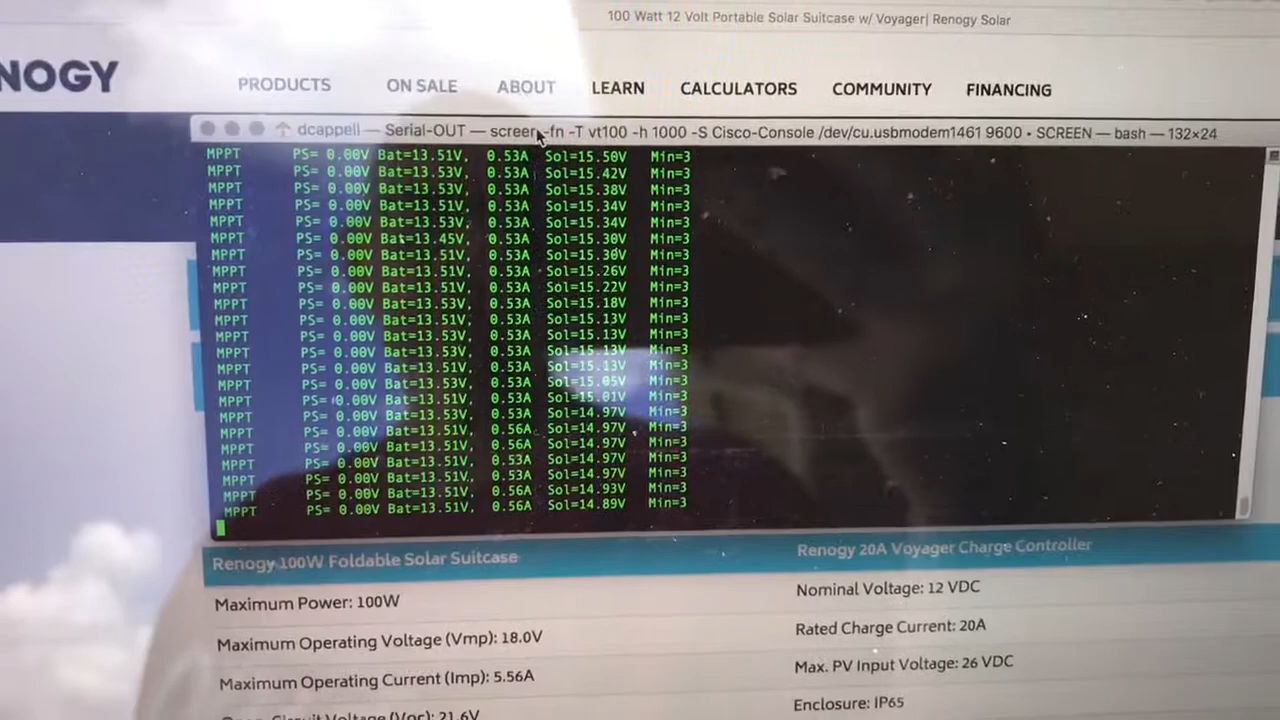 100 Watt 12 Volt Portable Solar Suitcase w/ Voyager| Renogy Solar
NOGY PRODUCTS ON SALE ABOUT LEARN CALCULATORS COMMUNITY FINANCING
dcappell — Serial-OUT — screen -fn -T vt100 -h 1000 -S Cisco-Console /dev/cu.usbmodem1461 9600 • SCREEN — bash — 132×24
MPPT PS= 0.00V Bat=13.51V, 0.53A Sol=15.50V Min=3
MPPT PS= 0.00V Bat=13.53V, 0.53A Sol=15.42V Min=3
MPPT PS= 0.00V Bat=13.53V, 0.53A Sol=15.38V Min=3
MPPT PS= 0.00V Bat=13.51V, 0.53A Sol=15.34V Min=3
MPPT PS= 0.00V Bat=13.53V, 0.53A Sol=15.34V Min=3
MPPT PS= 0.00V Bat=13.45V, 0.53A Sol=15.30V Min=3
MPPT PS= 0.00V Bat=13.51V, 0.53A Sol=15.30V Min=3
MPPT PS= 0.00V Bat=13.51V, 0.53A Sol=15.26V Min=3
MPPT PS= 0.00V Bat=13.51V, 0.53A Sol=15.22V Min=3
MPPT PS= 0.00V Bat=13.53V, 0.53A Sol=15.18V Min=3
MPPT PS= 0.00V Bat=13.51V, 0.53A Sol=15.13V Min=3
MPPT PS= 0.00V Bat=13.53V, 0.53A Sol=15.13V Min=3
MPPT PS= 0.00V Bat=13.53V, 0.53A Sol=15.13V Min=3
MPPT PS= 0.00V Bat=13.51V, 0.53A Sol=15.13V Min=3
MPPT PS= 0.00V Bat=13.53V, 0.53A Sol=15.05V Min=3
MPPT PS= 0.00V Bat=13.51V, 0.53A Sol=15.01V Min=3
MPPT PS= 0.00V Bat=13.53V, 0.53A Sol=14.97V Min=3
MPPT PS= 0.00V Bat=13.51V, 0.56A Sol=14.97V Min=3
MPPT PS= 0.00V Bat=13.51V, 0.56A Sol=14.97V Min=3
MPPT PS= 0.00V Bat=13.51V, 0.53A Sol=14.97V Min=3
MPPT PS= 0.00V Bat=13.51V, 0.53A Sol=14.97V Min=3
MPPT PS= 0.00V Bat=13.51V, 0.56A Sol=14.93V Min=3
MPPT PS= 0.00V Bat=13.51V, 0.56A Sol=14.89V Min=3
Renogy 100W Foldable Solar Suitcase Renogy 20A Voyager Charge Controller
Maximum Power: 100W Nominal Voltage: 12 VDC
Maximum Operating Voltage (Vmp): 18.0V Rated Charge Current: 20A
Maximum Operating Current (Imp): 5.56A Max. PV Input Voltage: 26 VDC
Open-Circuit Voltage (Voc): 21.6V Enclosure: IP65